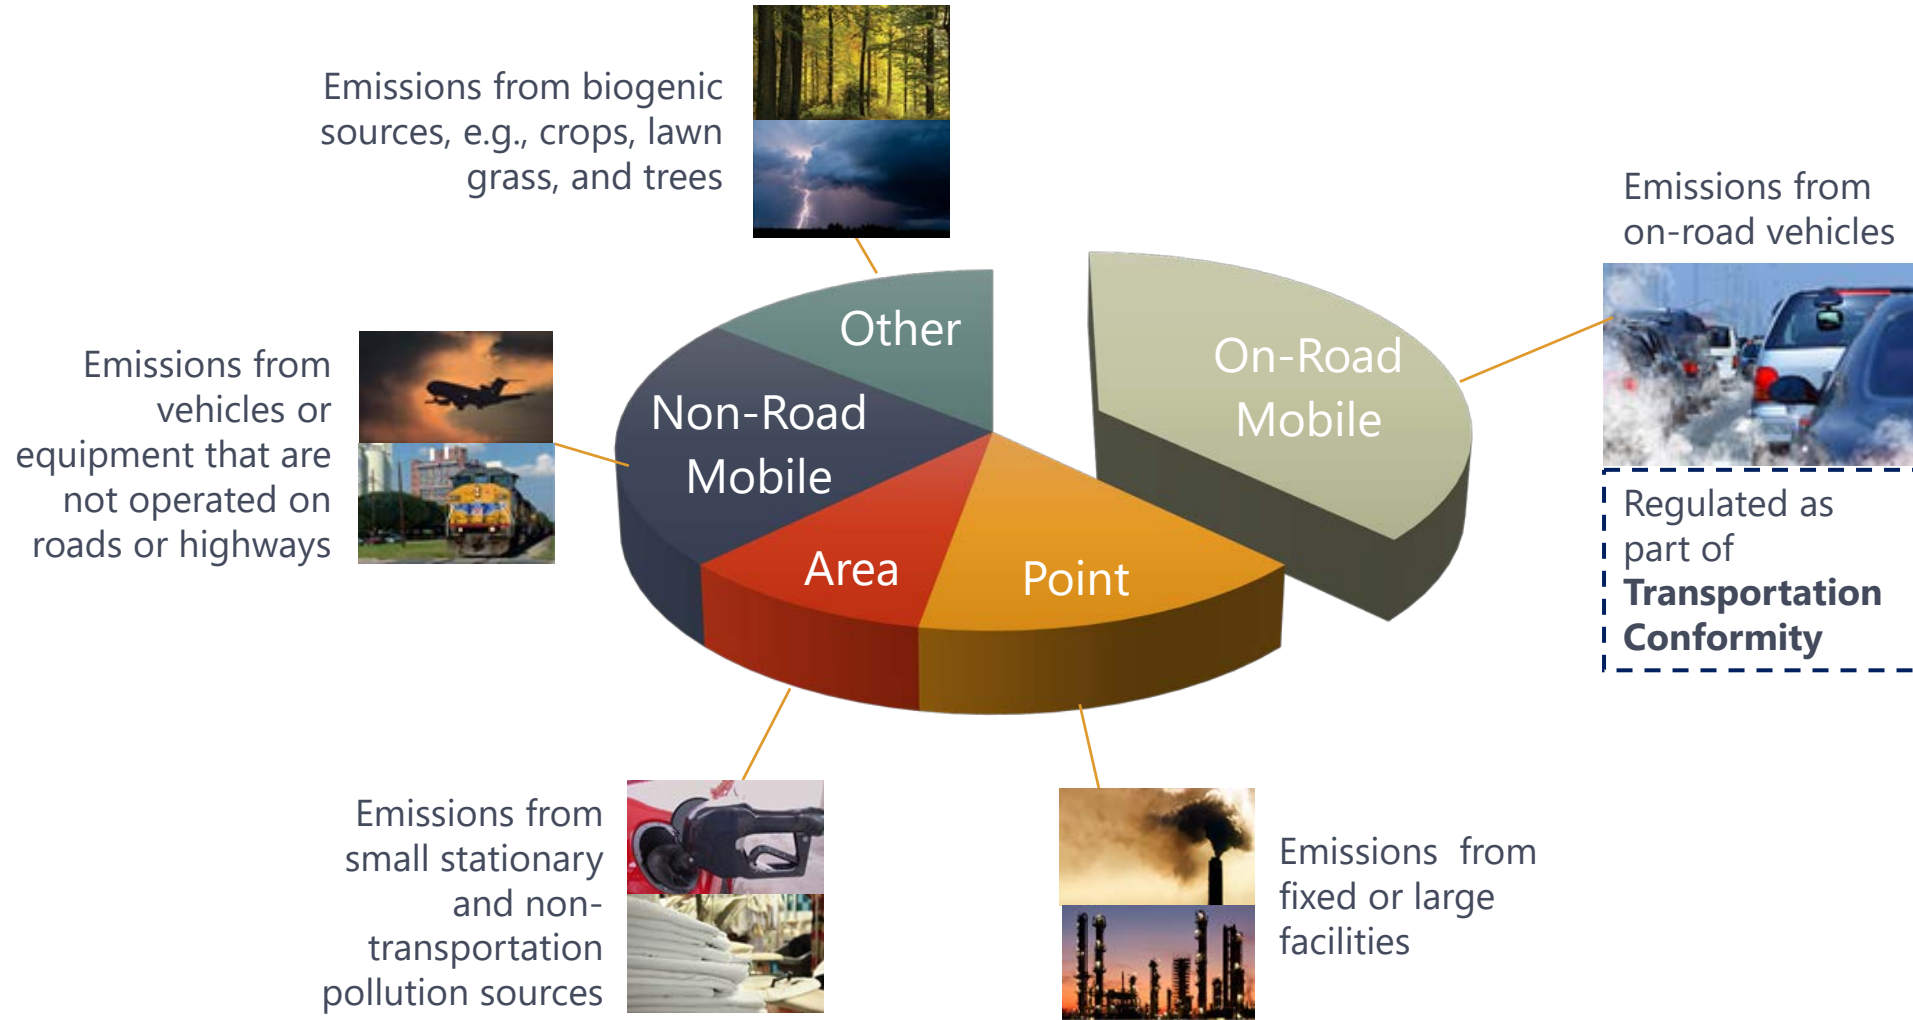 Emissions from biogenic
sources, e.g., crops, lawn
grass, and trees
Emissions from
on-road vehicles
Other
On-Road
Mobile
Non-Road
Mobile
Emissions from
vehicles or
equipment that are
not operated on
roads or highways
Regulated as
part of
Transportation
Conformity
Area
Point
Emissions from
small stationary
and non-
transportation
pollution sources
Emissions from
fixed or large
facilities